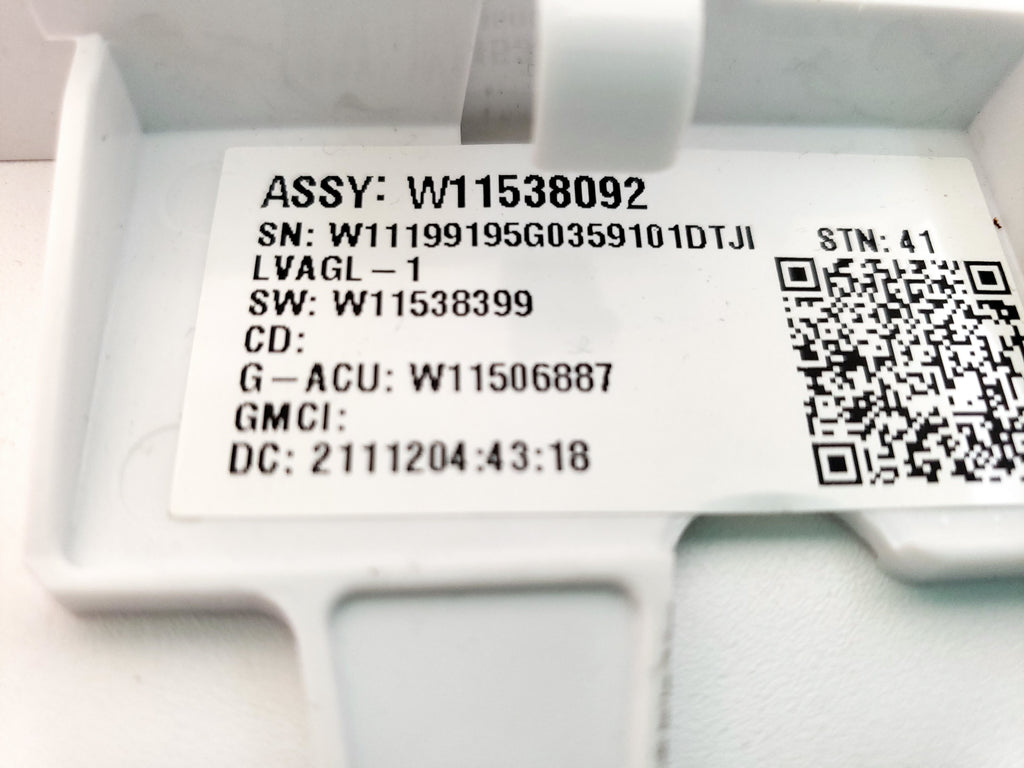 ASSY: W11538092
SN: W11199195G0359101DTJI
STN: 41
LVAGL-1
SW: W11538399
CD:
G-ACU: W11506887
GMCI:
DC: 2111204:43:18